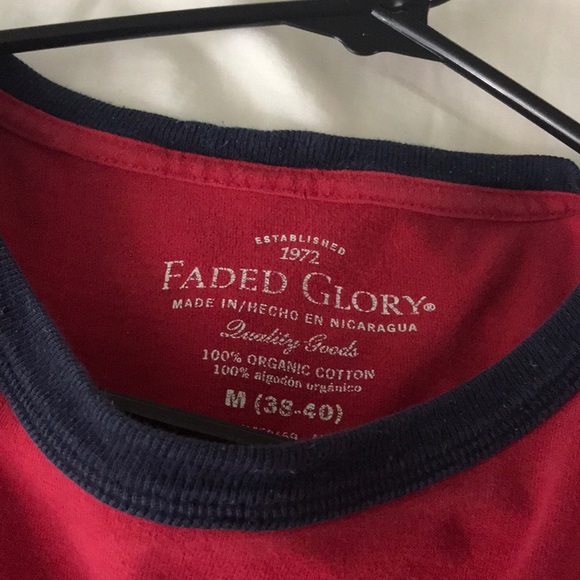 ESTABLISHED
1972
FADED GLORY®
MADE IN/HECHO EN NICARAGUA
Quality Goods
100% ORGANIC COTTON
100% algodón orgánico
M (38-40)